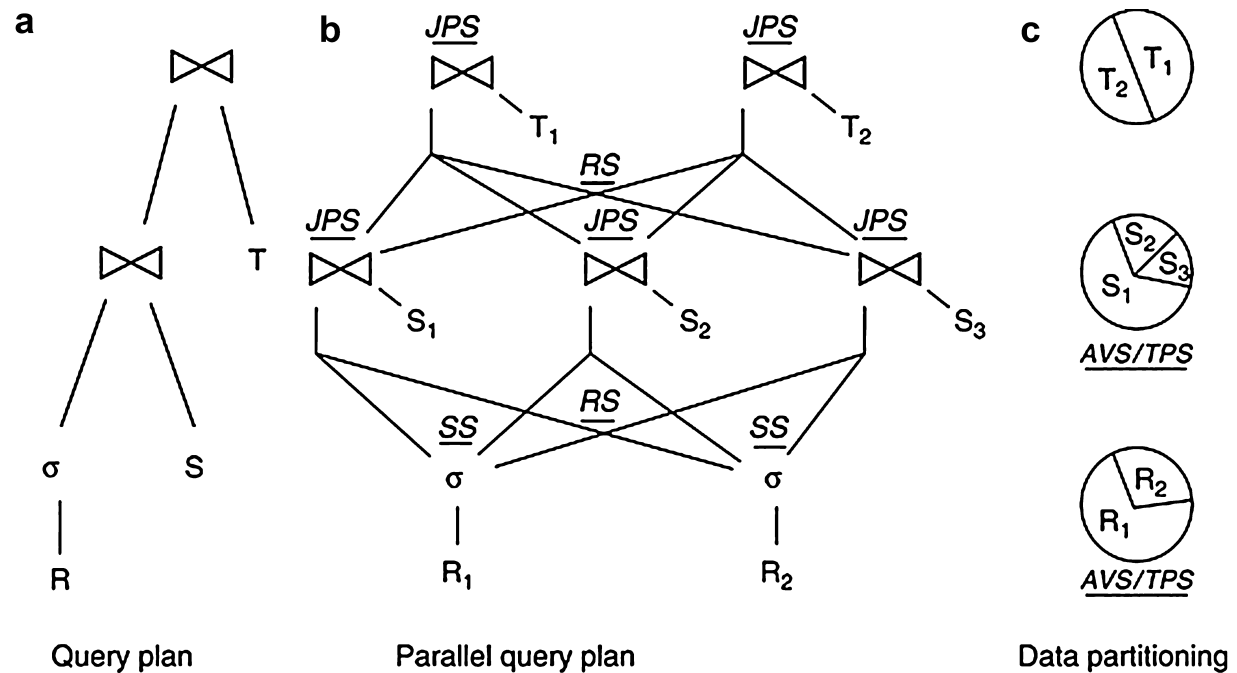 a
T
σ
S
R
Query plan
b
JPS
JPS
T₁
T₂
RS
JPS
JPS
JPS
S₁
S₂
S₃
RS
SS
SS
σ
σ
R₁
R₂
Parallel query plan
c
T₂ T₁
S₂
S₃
S₁
AVS/TPS
R₂
R₁
AVS/TPS
Data partitioning